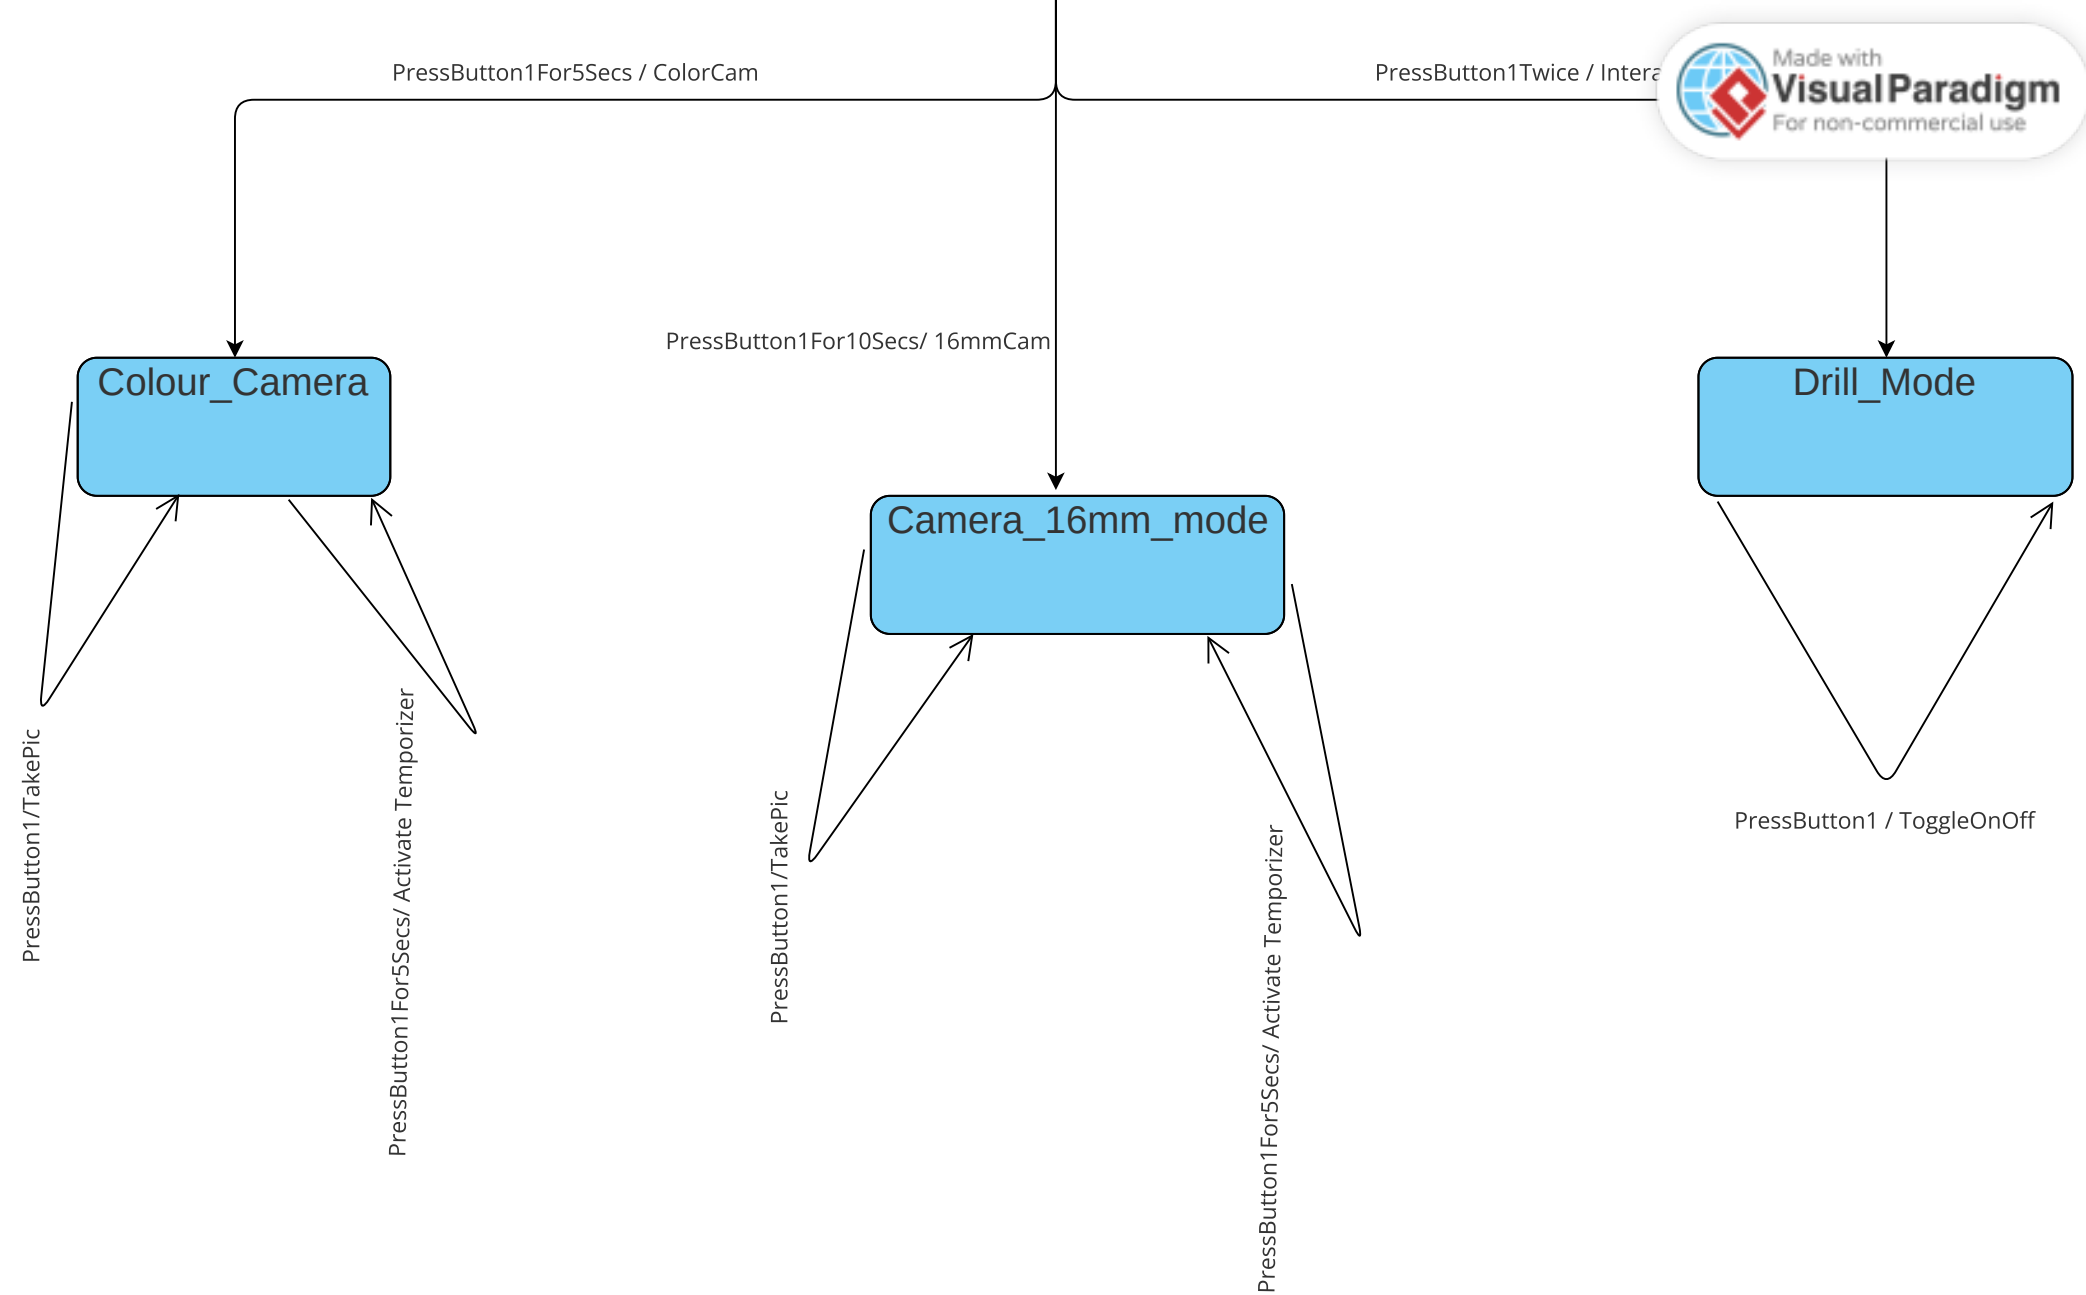 PressButton1For5Secs / ColorCam
PressButton1Twice /
Made with
Visual Paradigm
For non-commercial use
PressButton1For10Secs/ 16mmCam
Colour_Camera
Drill_Mode
Camera_16mm_mode
PressButton1/TakePic
PressButton1For5Secs/ Activate Temporizer
PressButton1/TakePic
PressButton1For5Secs/ Activate Temporizer
PressButton1 / ToggleOnOff